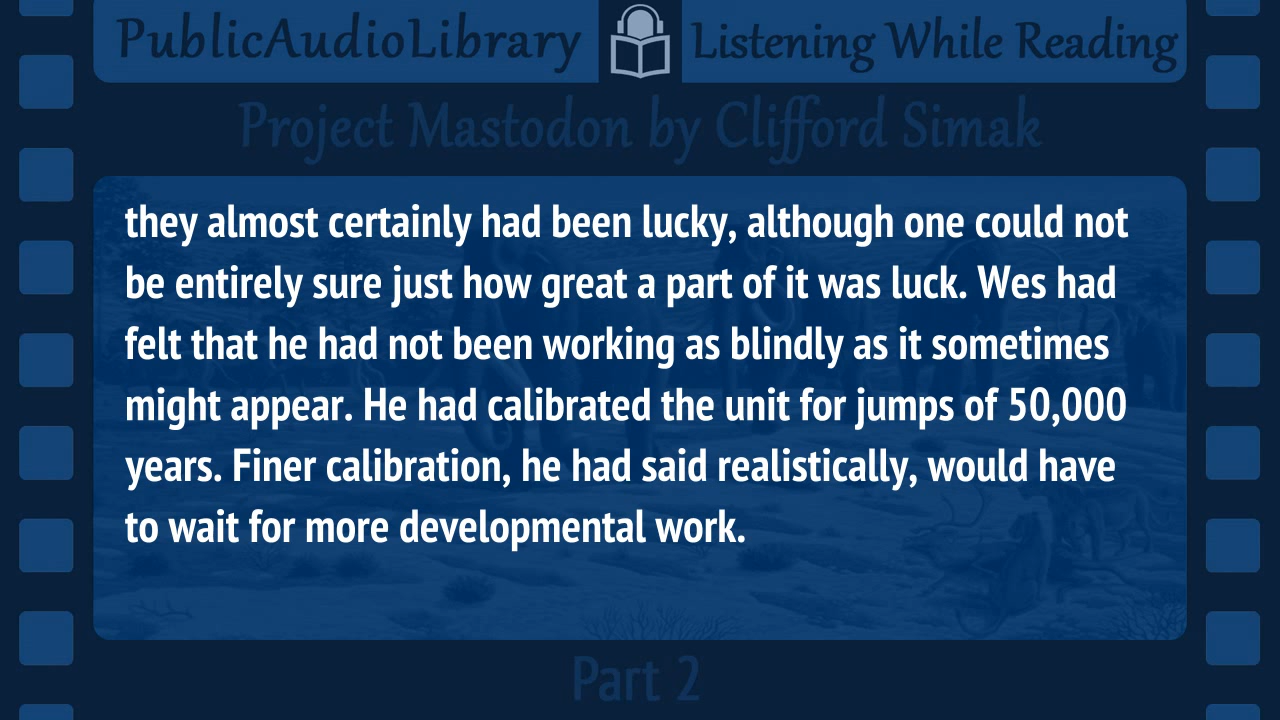 PublicAudioLibrary Listening While Reading
Project Mastodon by Clifford Simak
they almost certainly had been lucky, although one could not
be entirely sure just how great a part of it was luck. Wes had
felt that he had not been working as blindly as it sometimes
might appear. He had calibrated the unit for jumps of 50,000
years. Finer calibration, he had said realistically, would have
to wait for more developmental work.
Part 2